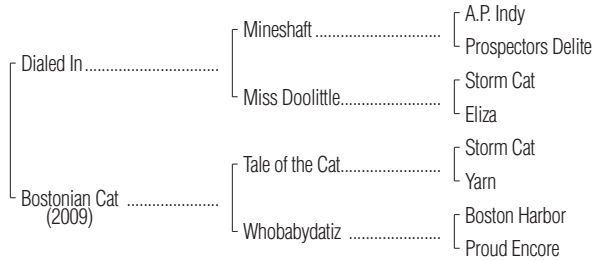 A.P. Indy
Mineshaft
Prospectors Delite
Dialed In
Storm Cat
Miss Doolittle
Eliza
Storm Cat
Tale of the Cat
Yarn
Bostonian Cat
(2009)
Boston Harbor
Whobabydatiz
Proud Encore